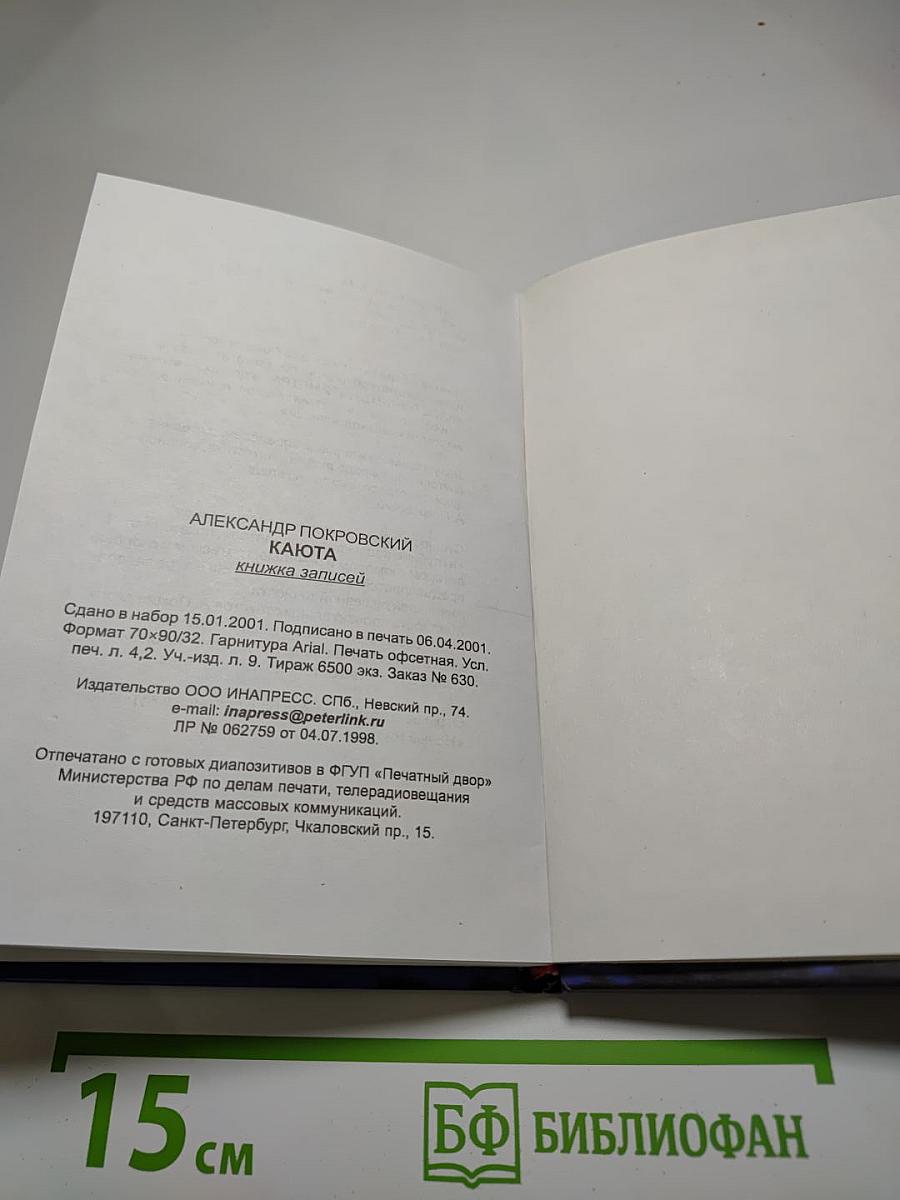 АЛЕКСАНДР ПОКРОВСКИЙ
КАЮТА
книжка записей
Сдано в набор 15.01.2001. Подписано в печать 06.04.2001.
Формат 70×90/32. Гарнитура Arial. Печать офсетная. Усл.
печ. л. 4,2. Уч.-изд. л. 9. Тираж 6500 экз. Заказ № 630.
Издательство ООО ИНАПРЕСС. СПб., Невский пр., 74.
e-mail: inapress@peterlink.ru
ЛР № 062759 от 04.07.1998.
Отпечатано с готовых диапозитивов в ФГУП «Печатный двор»
Министерства РФ по делам печати, телерадиовещания
и средств массовых коммуникаций.
197110, Санкт-Петербург, Чкаловский пр., 15.
15 см
БФ БИБЛИОФАН